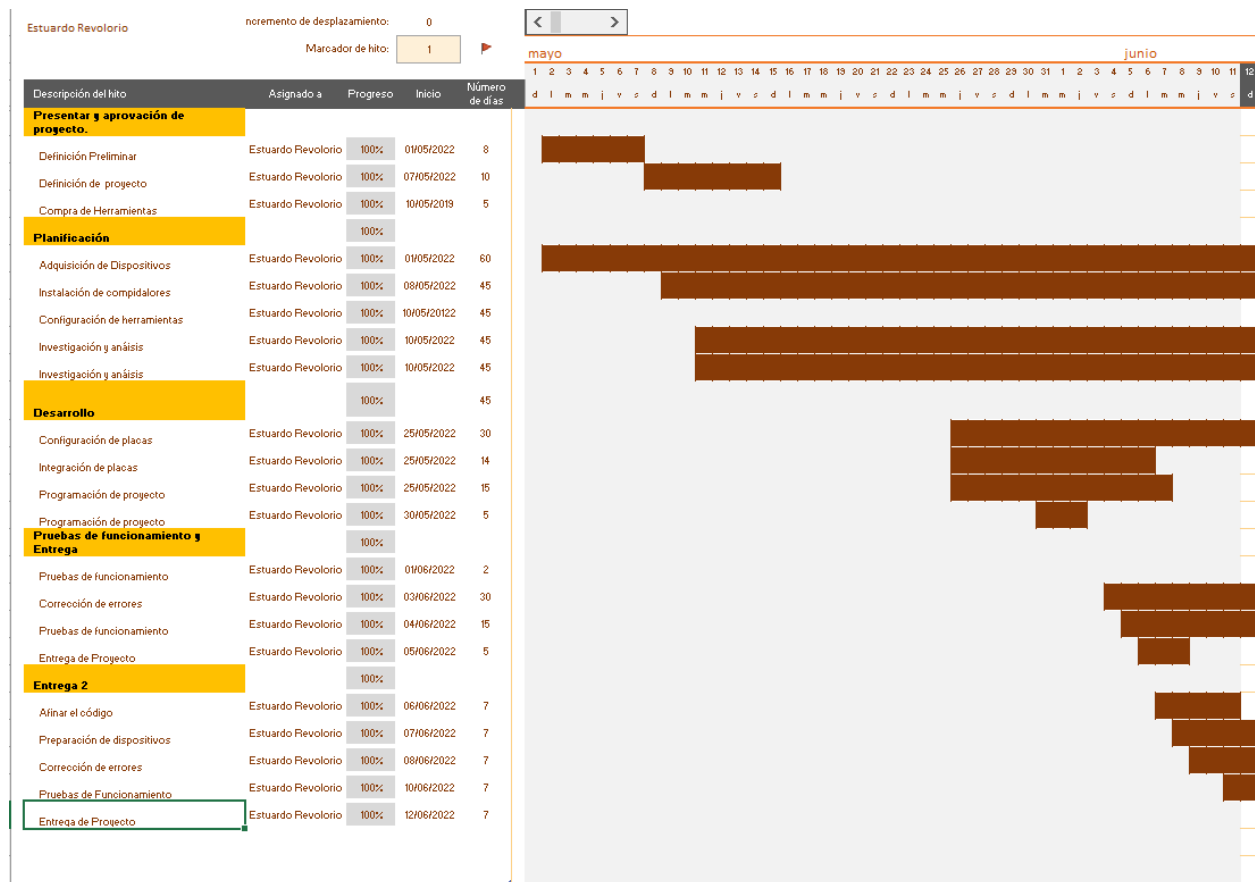 Estuardo Revolorio
ncremento de desplazamiento: 0
Marcador de hito: 1
mayo junio
1 2 3 4 5 6 7 8 9 10 11 12 13 14 15 16 17 18 19 20 21 22 23 24 25 26 27 28 29 30 31 1 2 3 4 5 6 7 8 9 10 11 12
d l m m j v s d l m m j v s d l m m j v s d l m m j v s d l m m j v s d l m m j v s d
Descripción del hito Asignado a Progreso Inicio Número de días
Presentar y aprovación de
proyecto.
Definición Preliminar Estuardo Revolorio 100% 01/05/2022 8
Definición de proyecto Estuardo Revolorio 100% 07/05/2022 10
Compra de Herramientas Estuardo Revolorio 100% 10/05/2019 5
Planificación 100%
Adquisición de Dispositivos Estuardo Revolorio 100% 01/05/2022 60
Instalación de compidalores Estuardo Revolorio 100% 08/05/2022 45
Configuración de herramientas Estuardo Revolorio 100% 10/05/20122 45
Investigación y anáisis Estuardo Revolorio 100% 10/05/2022 45
Investigación y anáisis Estuardo Revolorio 100% 10/05/2022 45
Desarrollo 100% 45
Configuración de placas Estuardo Revolorio 100% 25/05/2022 30
Integración de placas Estuardo Revolorio 100% 25/05/2022 14
Programación de proyecto Estuardo Revolorio 100% 25/05/2022 15
Programación de proyecto Estuardo Revolorio 100% 30/05/2022 5
Pruebas de funcionamiento y
Entrega 100%
Pruebas de funcionamiento Estuardo Revolorio 100% 01/06/2022 2
Corrección de errores Estuardo Revolorio 100% 03/06/2022 30
Pruebas de funcionamiento Estuardo Revolorio 100% 04/06/2022 15
Entrega de Proyecto Estuardo Revolorio 100% 05/06/2022 5
Entrega 2 100%
Afinar el código Estuardo Revolorio 100% 06/06/2022 7
Preparación de dispositivos Estuardo Revolorio 100% 07/06/2022 7
Corrección de errores Estuardo Revolorio 100% 08/06/2022 7
Pruebas de Funcionamiento Estuardo Revolorio 100% 10/06/2022 7
Entrega de Proyecto Estuardo Revolorio 100% 12/06/2022 7